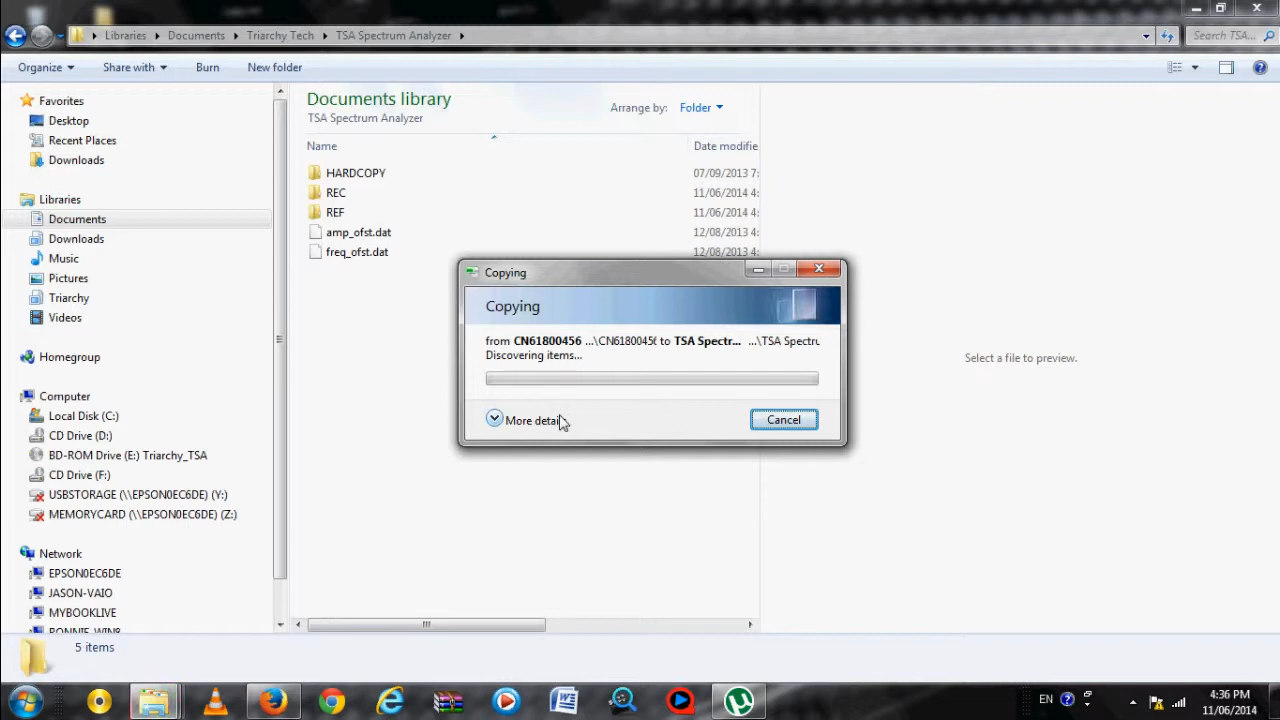 Libraries ▸ Documents ▸ Triarchy Tech ▸ TSA Spectrum Analyzer ▸
Search TSA...
Organize
Share with
Burn
New folder
Favorites
Desktop
Recent Places
Downloads
Libraries
Documents
Downloads
Music
Pictures
Triarchy
Videos
Homegroup
Computer
Local Disk (C:)
CD Drive (D:)
BD-ROM Drive (E:) Triarchy_TSA
CD Drive (F:)
USBSTORAGE (\\EPSON0EC6DE) (Y:)
MEMORYCARD (\\EPSON0EC6DE) (Z:)
Network
EPSON0EC6DE
JASON-VAIO
MYBOOKLIVE
RONNIE-WIN8
Documents library
TSA Spectrum Analyzer
Arrange by: Folder
Name
Date modifie
HARDCOPY 07/09/2013 7:
REC 11/06/2014 4:
REF 11/06/2014 4:
amp_ofst.dat 12/08/2013 4:
freq_ofst.dat 12/08/2013 4:
Copying
Copying
from CN61800456 ...\CN61800456 to TSA Spectr... ...\TSA Spectru
Discovering items...
More detai
Cancel
Select a file to preview.
5 items
EN
4:36 PM
11/06/2014